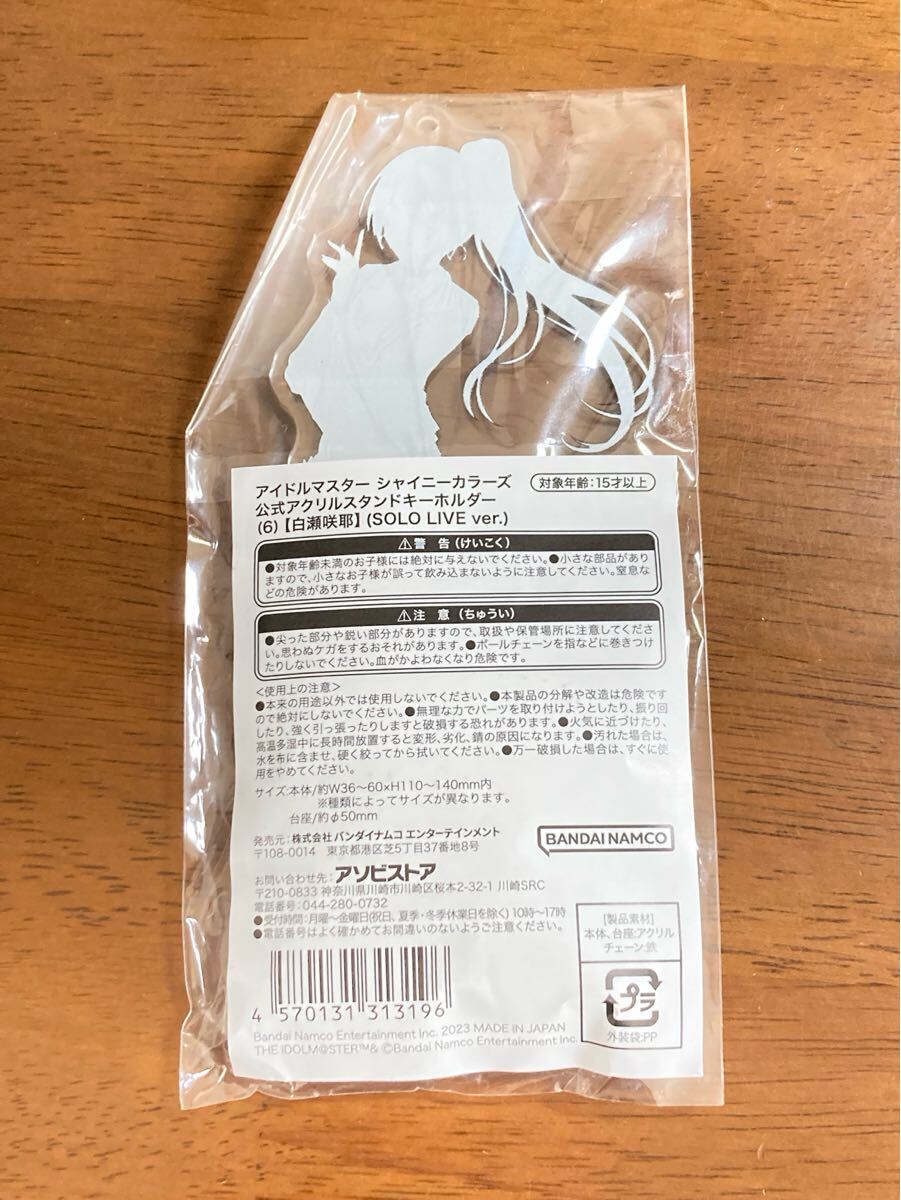 アイドルマスター シャイニーカラーズ
公式アクリルスタンドキーホルダー
(6)【白瀬咲耶】(SOLO LIVE ver.)
対象年齢:15才以上
⚠警 告(けいこく)
●対象年齢未満のお子様には絶対に与えないでください。●小さな部品があり
ますので、小さなお子様が誤って飲み込まないように注意してください。窒息な
どの危険があります。
⚠注 意(ちゅうい)
●尖った部分や鋭い部分がありますので、取扱や保管場所に注意してくださ
い。思わぬケガをするおそれがあります。●ボールチェーンを指などに巻きつけ
たりしないでください。血がかよわなくなり危険です。
<使用上の注意>
●本来の用途以外では使用しないでください。●本製品の分解や改造は危険です
ので絶対にしないでください。●無理な力でパーツを取り付けようとしたり、振り回
したり、強く引っ張ったりしますと破損する恐れがあります。●火気に近づけたり、
高温多湿中に長時間放置すると変形、劣化、錆の原因になります。●汚れた場合は、
水を布に含ませ、硬く絞ってから拭いてください。●万一破損した場合は、すぐに使
用をやめてください。
サイズ:本体/約W36~60×H110~140mm内
※種類によってサイズが異なります。
台座/約φ50mm
発売元:株式会社 バンダイナムコ エンターテインメント
〒108-0014 東京都港区芝5丁目37番地8号
BANDAI NAMCO
お問い合わせ先:アソビストア
〒210-0833 神奈川県川崎市川崎区桜本2-32-1 川崎SRC
電話番号:044-280-0732
●受付時間:月曜~金曜日(祝日、夏季・冬季休業日を除く) 10時~17時
●電話番号はよく確かめてお間違いのないようご注意ください。
[製品素材]
本体、台座:アクリル
チェーン:鉄
プラ
外装袋:PP
4 570131 313196
Bandai Namco Entertainment Inc. 2023 MADE IN JAPAN
THE IDOLM@STER™& ©Bandai Namco Entertainment Inc.